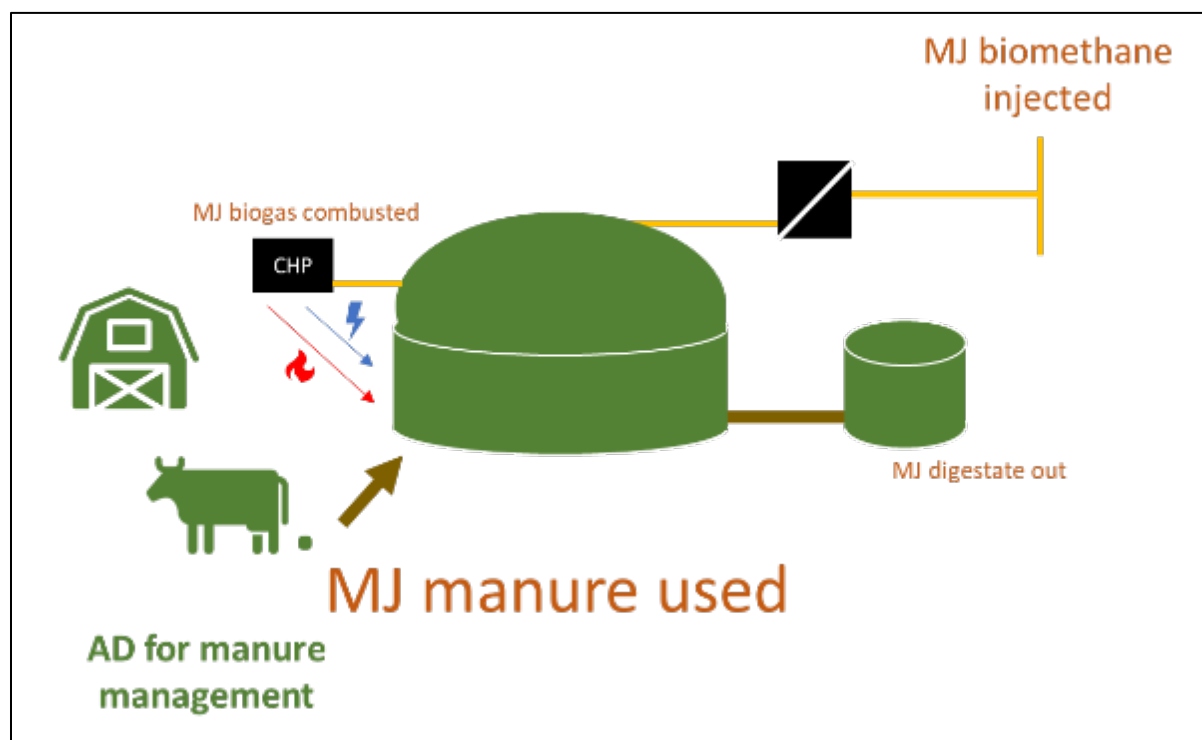 MJ biomethane
injected
MJ biogas combusted
CHP
MJ digestate out
MJ manure used
AD for manure
management